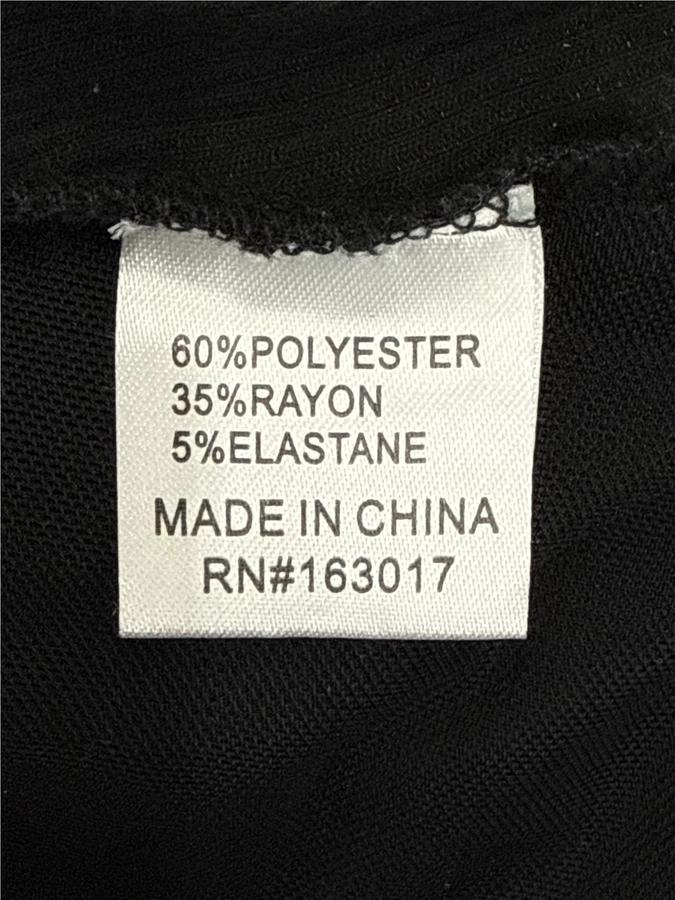 60%POLYESTER
35%RAYON
5%ELASTANE
MADE IN CHINA
RN#163017